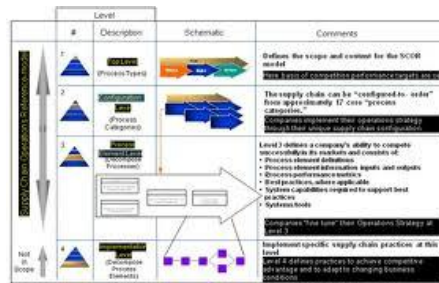 Level
# Description Schematic Comments
Supply Chain Operations Reference-model
1
Top Level
(Process Types)
Defines the scope and content for the SCOR
model
Here basis of competition performance targets are
2
Configuration
Level
(Process
Categories)
The supply chain can be "configured-to- order"
from approximately 17 core "process
categories."
Companies implement their operations strategy
through their unique supply chain configuration
3
Process
Element Level
(Decompose
Processes)
Level 3 defines a company's ability to compete
successfully in its markets and consists of:
• Process element definitions
• Process element information inputs and outputs
• Process performance metrics
• Best practices, where applicable
• System capabilities required to support best
practices
• Systems tools
Companies "fine tune" their Operations Strategy at
Level 3
Not
in
Scope
4
Implementation
Level
(Decompose
Process
Elements)
Implement specific supply chain practices at this
level
Level 4 defines practices to achieve competitive
advantage and to adapt to changing business
conditions